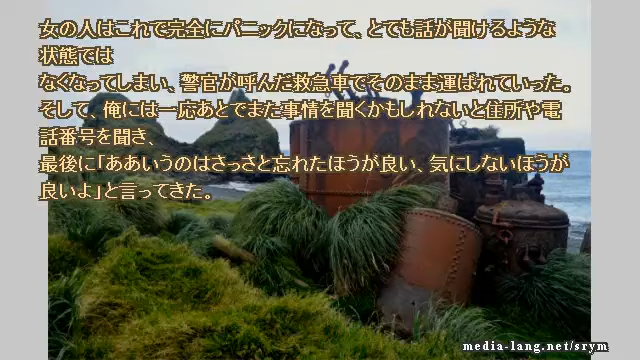 女の人はこれで完全にパニックになって、とても話が聞けるような
状態では
なくなってしまい、警官が呼んだ救急車でそのまま運ばれていった。
そして、俺には一応あとでまた事情を聞くかもしれないと住所や電
話番号を聞き、
最後に「ああいうのはさっさと忘れたほうが良い、気にしないほうが
良いよ」と言ってきた。
media-lang.net/srym